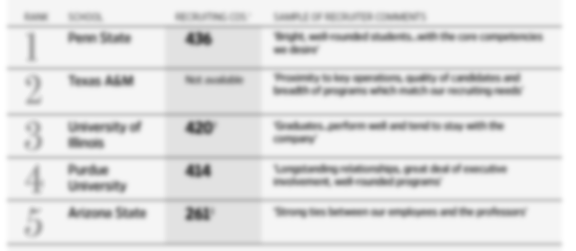 RANK SCHOOL RECRUITING COS.* SAMPLE OF RECRUITER COMMENTS
1 Penn State 436 'Bright, well-rounded students, with the core competencies
we desire'
2 Texas A&M Not available 'Proximity to key operations, quality of candidates and
breadth of programs which match our recruiting needs'
3 University of
Illinois 420 'Graduates, perform well and tend to stay with the
company'
4 Purdue
University 414 'Longstanding relationships, great deal of executive
involvement, well-rounded programs'
5 Arizona State 261 'Strong ties between our employees and the professors'